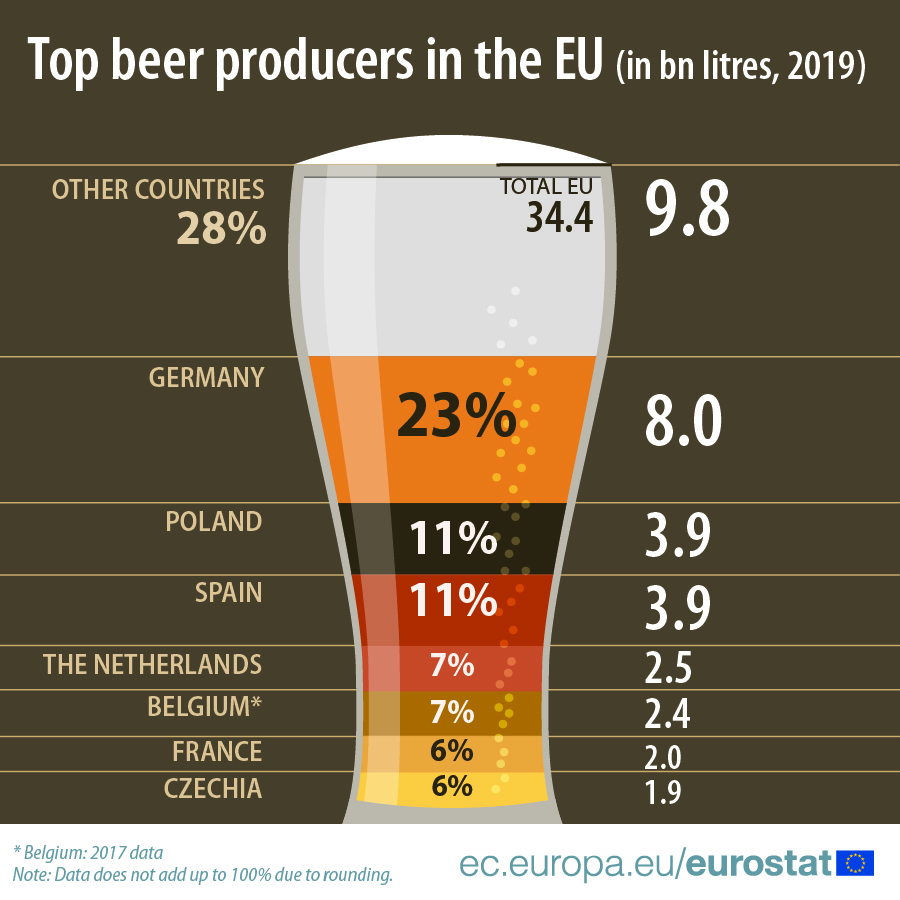 Top beer producers in the EU (in bn litres, 2019)
OTHER COUNTRIES
28%
TOTAL EU
34.4
9.8
GERMANY
23%
8.0
POLAND
11%
3.9
SPAIN
11%
3.9
THE NETHERLANDS
7%
2.5
BELGIUM*
7%
2.4
FRANCE
6%
2.0
CZECHIA
6%
1.9
* Belgium: 2017 data
Note: Data does not add up to 100% due to rounding.
ec.europa.eu/eurostat